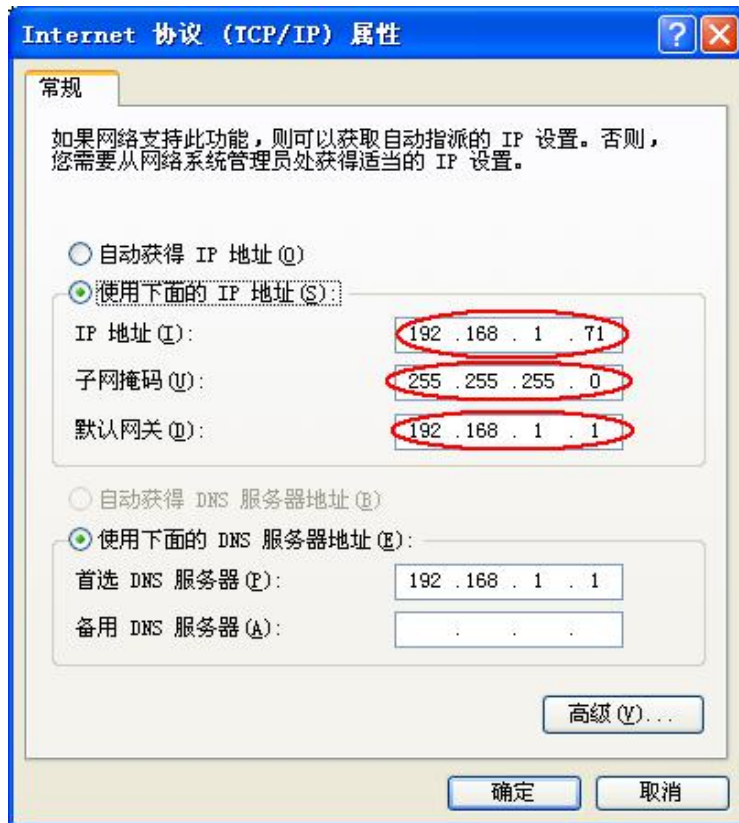 Internet 协议 (TCP/IP) 属性
常规
如果网络支持此功能，则可以获取自动指派的 IP 设置。否则，
您需要从网络系统管理员处获得适当的 IP 设置。
自动获得 IP 地址(O)
使用下面的 IP 地址(S):
IP 地址(I): 192 .168 . 1 . 71
子网掩码(U): 255 .255 .255 . 0
默认网关(D): 192 .168 . 1 . 1
自动获得 DNS 服务器地址(B)
使用下面的 DNS 服务器地址(E):
首选 DNS 服务器(P): 192 .168 . 1 . 1
备用 DNS 服务器(A): . . .
高级(V)...
确定 取消